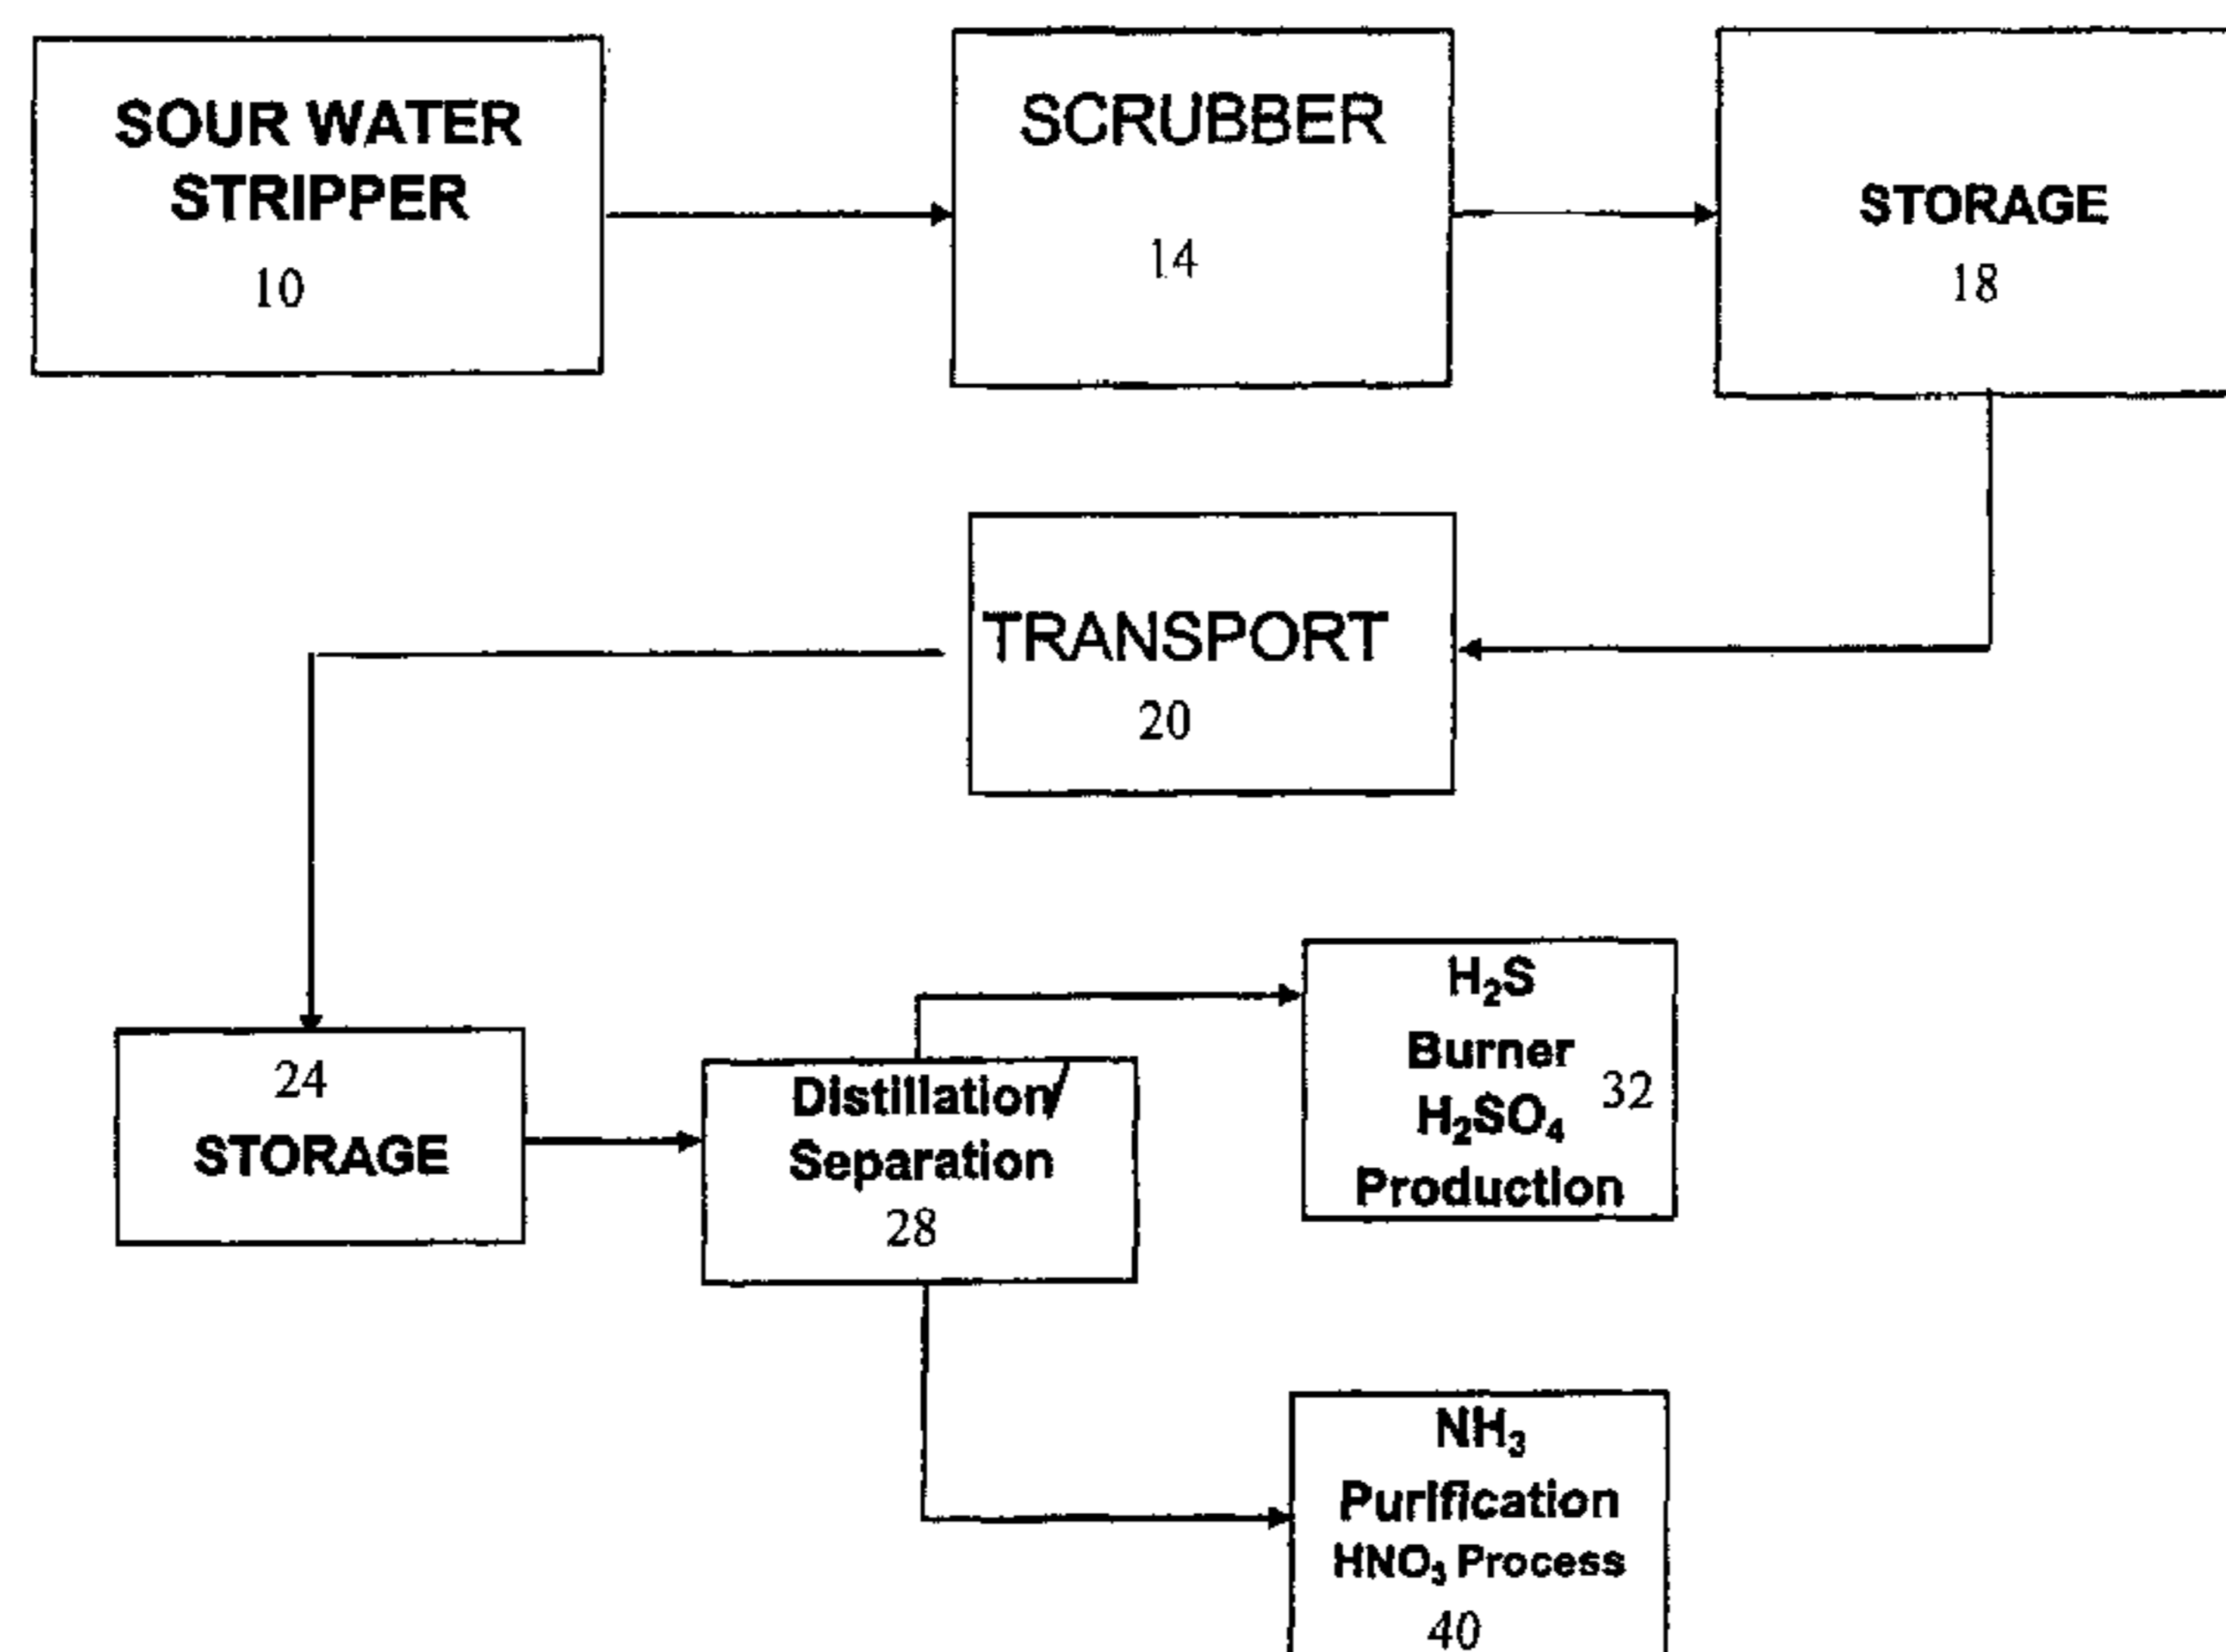 SOUR WATER
STRIPPER
10
SCRUBBER
14
STORAGE
18
TRANSPORT
20
24
STORAGE
Distillation/
Separation
28
H₂S
Burner
H₂SO₄
Production
32
NH₃
Purification
HNO₃ Process
40